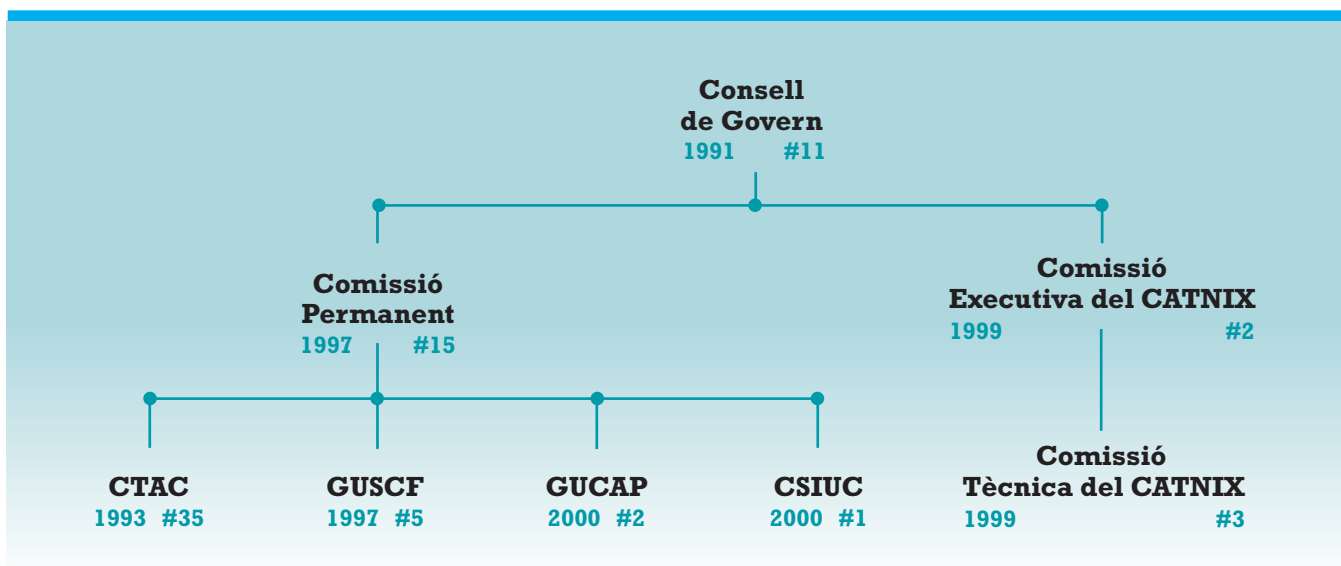 Consell
de Govern
1991 #11
Comissió
Permanent
1997 #15
Comissió
Executiva del CATNIX
1999 #2
CTAC
1993 #35
GUSCF
1997 #5
GUCAP
2000 #2
CSIUC
2000 #1
Comissió
Tècnica del CATNIX
1999 #3